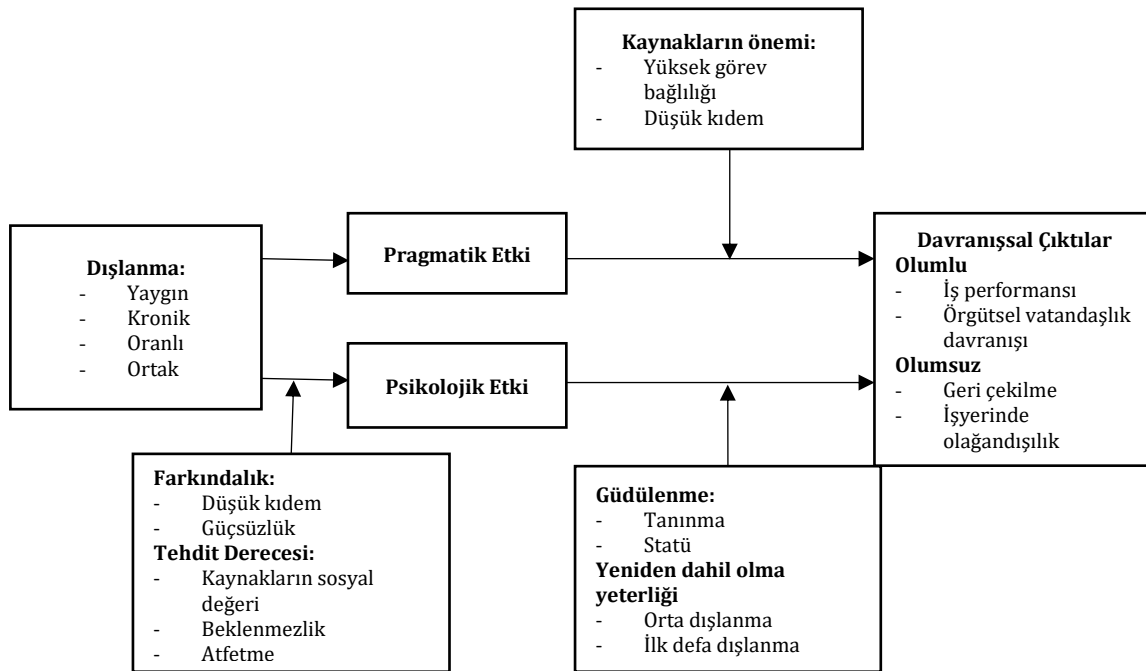 Kaynakların önemi:
- Yüksek görev
bağlılığı
- Düşük kıdem
Dışlanma:
- Yaygın
- Kronik
- Oranlı
- Ortak
Pragmatik Etki
Psikolojik Etki
Davranışsal Çıktılar
Olumlu
- İş performansı
- Örgütsel vatandaşlık
davranışı
Olumsuz
- Geri çekilme
- İşyerinde
olağandışılık
Farkındalık:
- Düşük kıdem
- Güçsüzlük
Tehdit Derecesi:
- Kaynakların sosyal
değeri
- Beklenmezlik
- Atfetme
Güdülenme:
- Tanınma
- Statü
Yeniden dahil olma
yeterliği
- Orta dışlanma
- İlk defa dışlanma